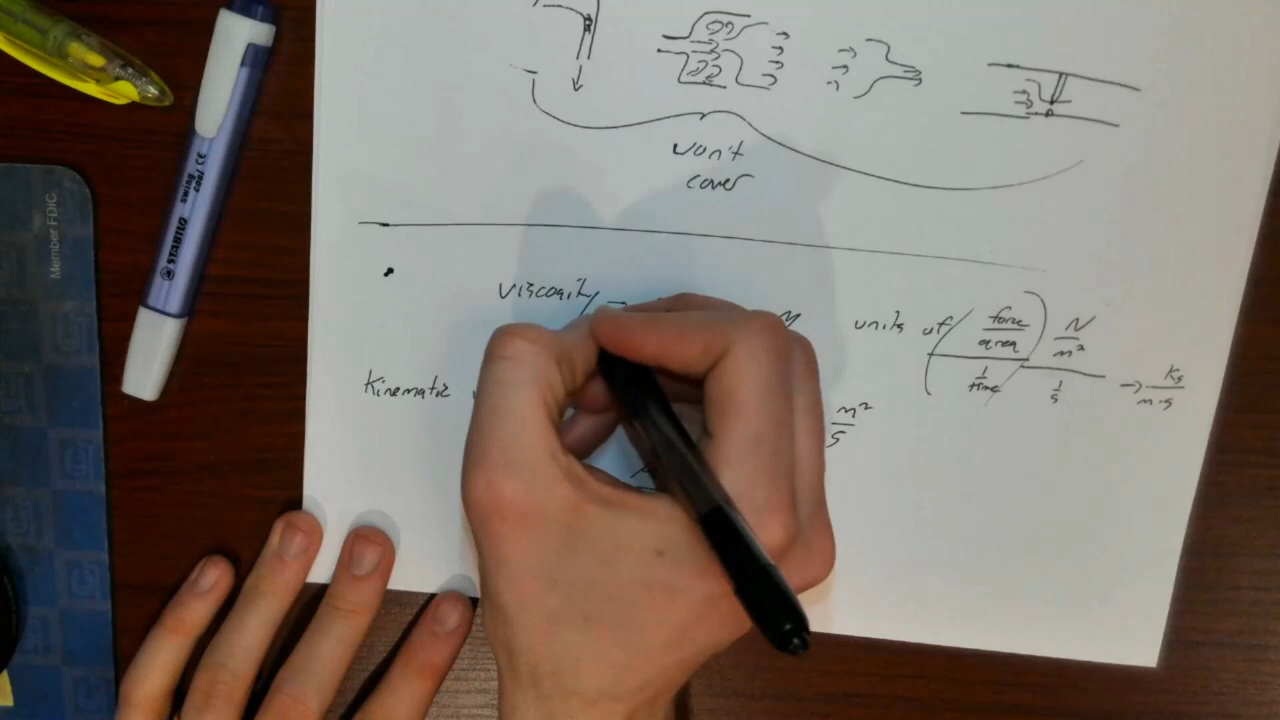 won't
cover
viscosity →
units of (force/area)/(1/time) N/m² / 1/s → kg/m·s
Kinematic
m²/s
STABILO swing cool CE
Member FDIC